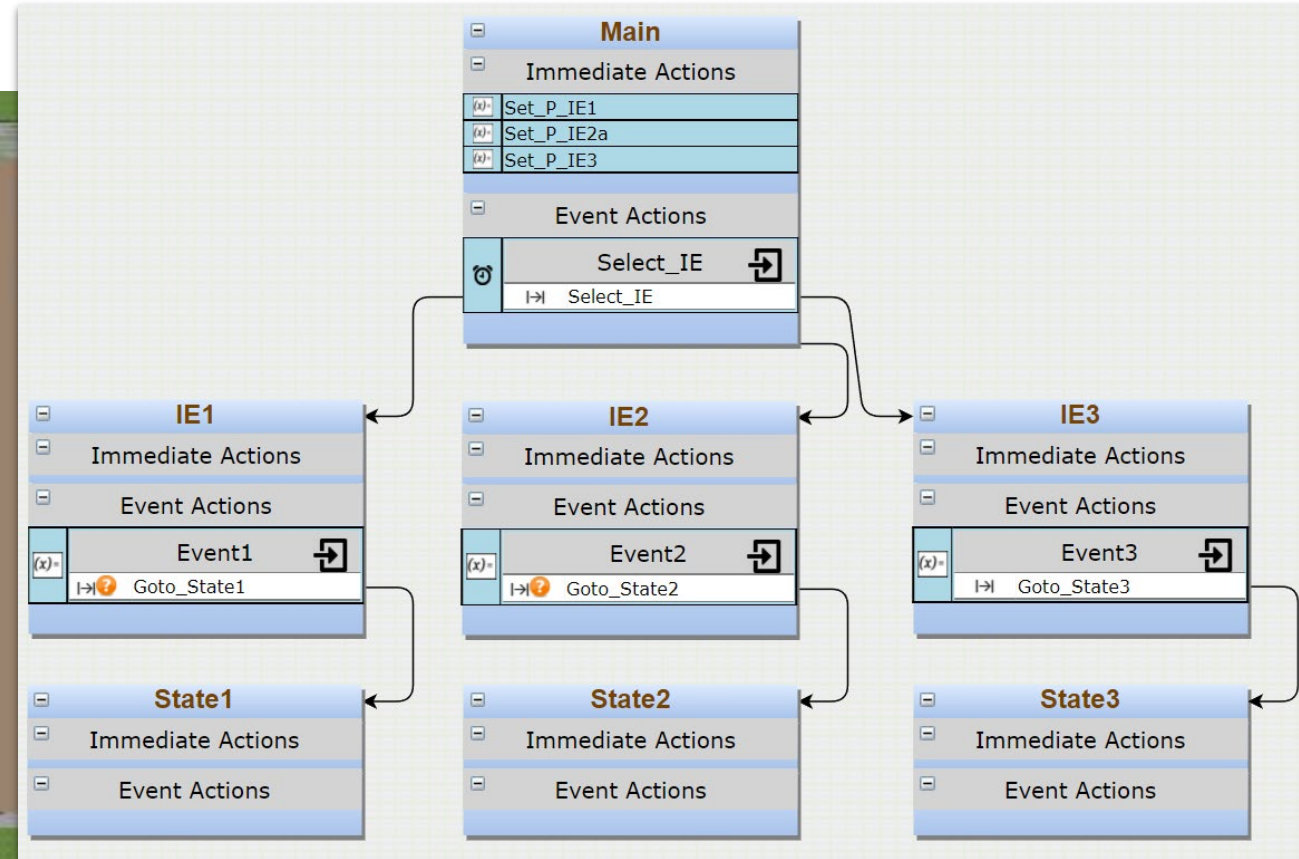 Main
Immediate Actions
(x)= Set_P_IE1
(x)= Set_P_IE2a
(x)= Set_P_IE3
Event Actions
Select_IE
Select_IE
IE1
Immediate Actions
Event Actions
(x)= Event1
? Goto_State1
IE2
Immediate Actions
Event Actions
(x)= Event2
? Goto_State2
IE3
Immediate Actions
Event Actions
(x)= Event3
Goto_State3
State1
Immediate Actions
Event Actions
State2
Immediate Actions
Event Actions
State3
Immediate Actions
Event Actions